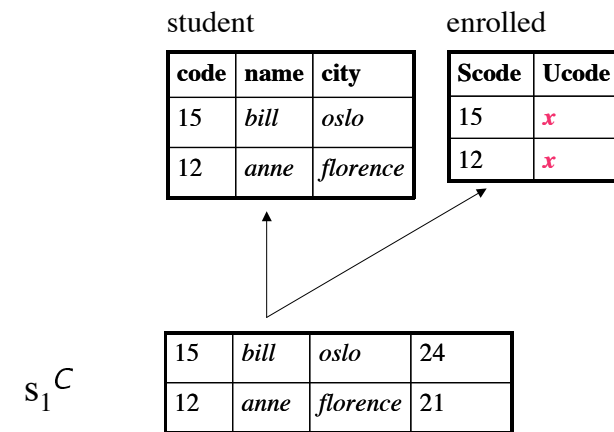 student enrolled
code name city Scode Ucode
15 bill oslo 15 x
12 anne florence 12 x
15 bill oslo 24
s₁ᶜ 12 anne florence 21